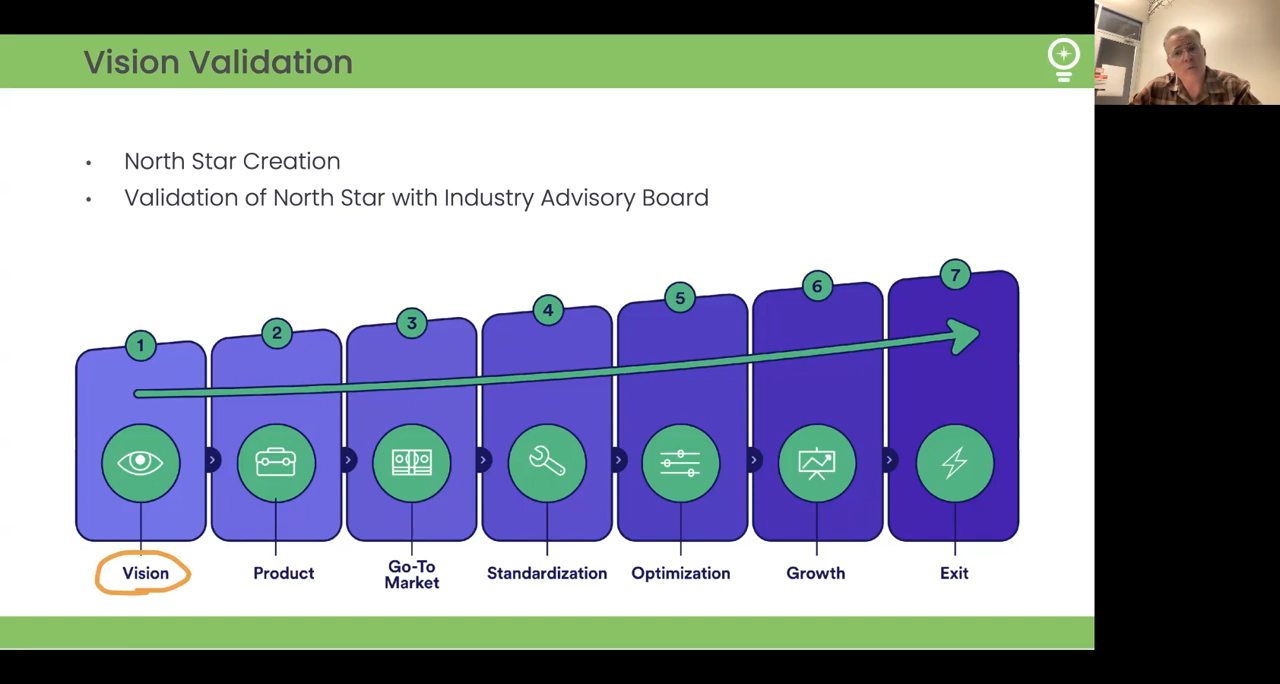 Vision Validation
• North Star Creation
• Validation of North Star with Industry Advisory Board
1
2
3
4
5
6
7
Vision
Product
Go-To
Market
Standardization
Optimization
Growth
Exit